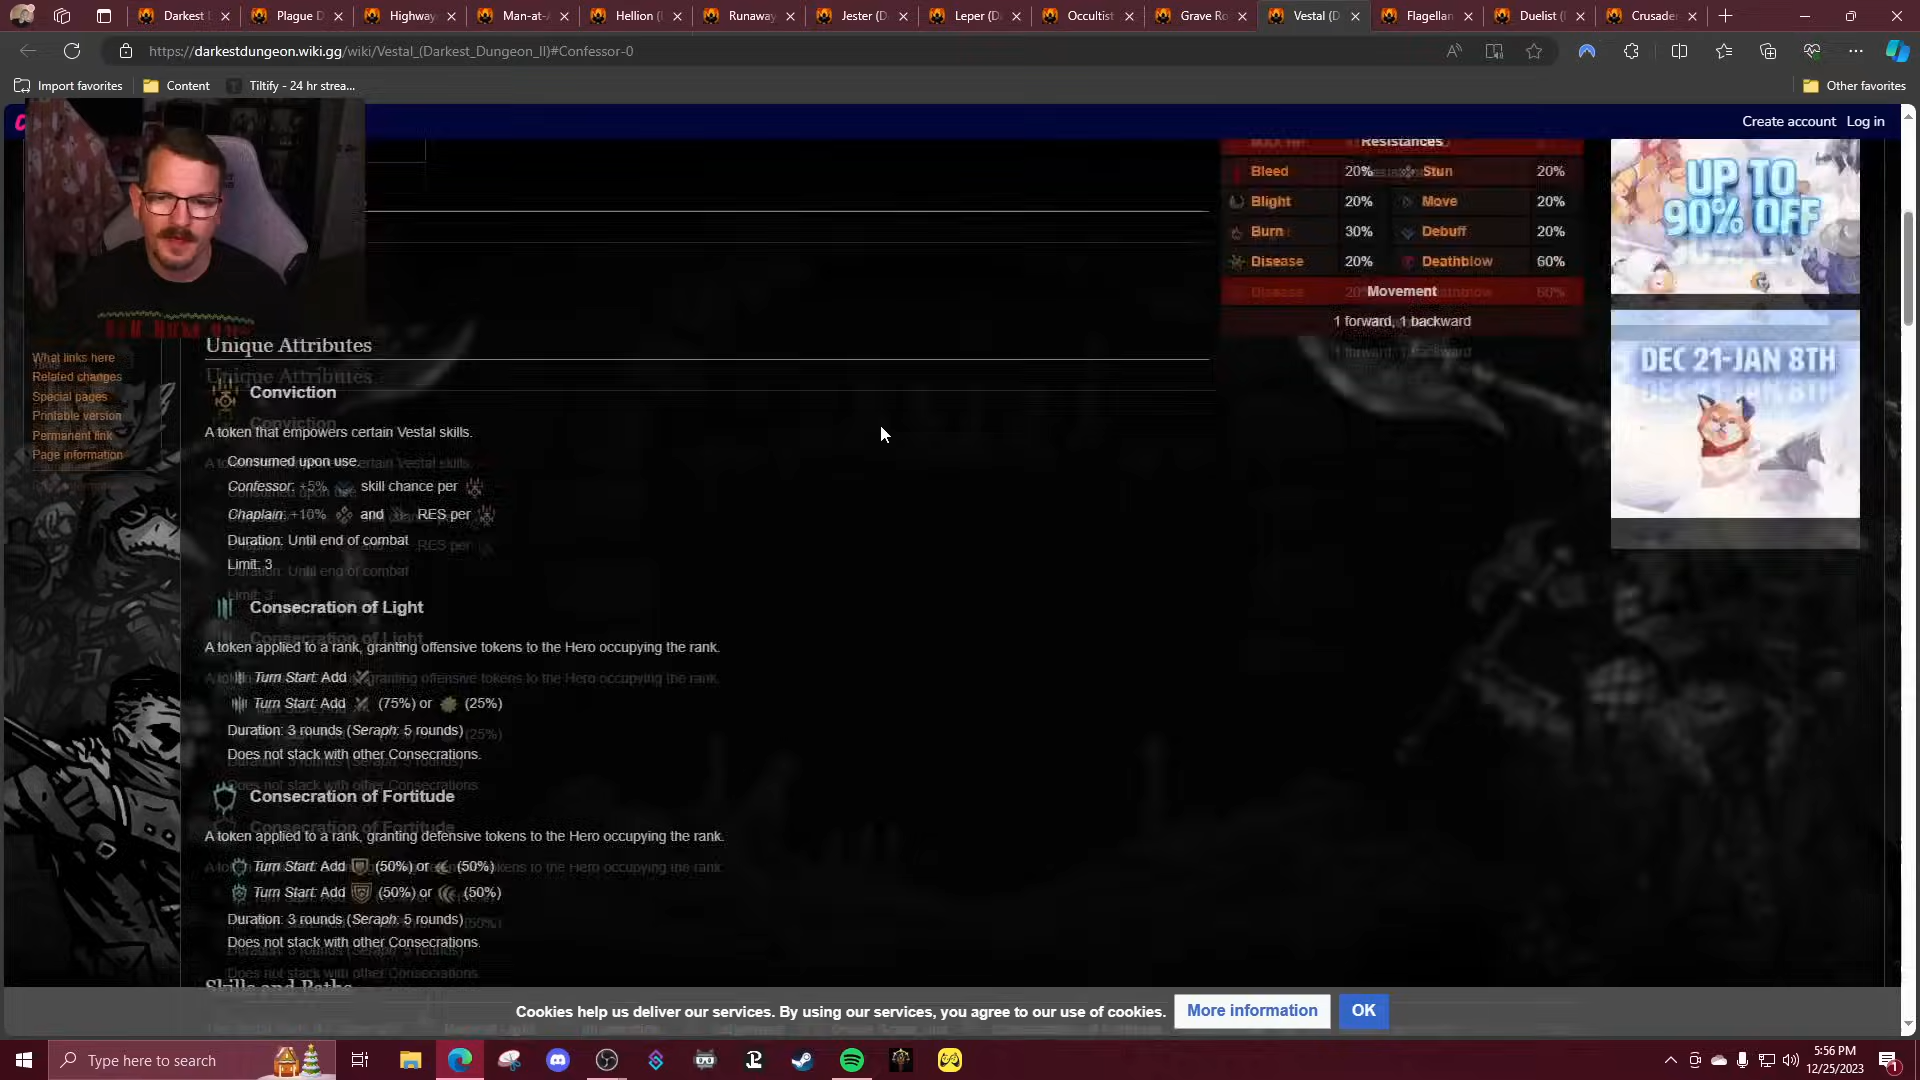 Darkest
Plague D
Highway
Man-at-
Hellion (
Runaway
Jester (D
Leper (D
Occultist
Grave Ro
Vestal (D
Flagellan
Duelist (
Crusade
https://darkestdungeon.wiki.gg/wiki/Vestal_(Darkest_Dungeon_II)#Confessor-0
Import favorites
Content
Tiltify - 24 hr strea...
Other favorites
Create account Log in
Resistances
Bleed 20% Stun 20%
Blight 20% Move 20%
Burn 30% Debuff 20%
Disease 20% Deathblow 60%
Movement
1 forward, 1 backward
UP TO
90% OFF
DEC 21-JAN 8TH
What links here
Related changes
Special pages
Printable version
Permanent link
Page information
Unique Attributes
Conviction
A token that empowers certain Vestal skills.
Consumed upon use.
Confessor: +5% skill chance per
Chaplain: +10% and RES per
Duration: Until end of combat
Limit: 3
Consecration of Light
A token applied to a rank, granting offensive tokens to the Hero occupying the rank.
Turn Start: Add
Turn Start: Add (75%) or (25%)
Duration: 3 rounds (Seraph: 5 rounds)
Does not stack with other Consecrations.
Consecration of Fortitude
A token applied to a rank, granting defensive tokens to the Hero occupying the rank.
Turn Start: Add (50%) or (50%)
Turn Start: Add (50%) or (50%)
Duration: 3 rounds (Seraph: 5 rounds)
Does not stack with other Consecrations.
Skills and Paths
Cookies help us deliver our services. By using our services, you agree to our use of cookies.
More information
OK
Type here to search
5:56 PM
12/25/2023
1